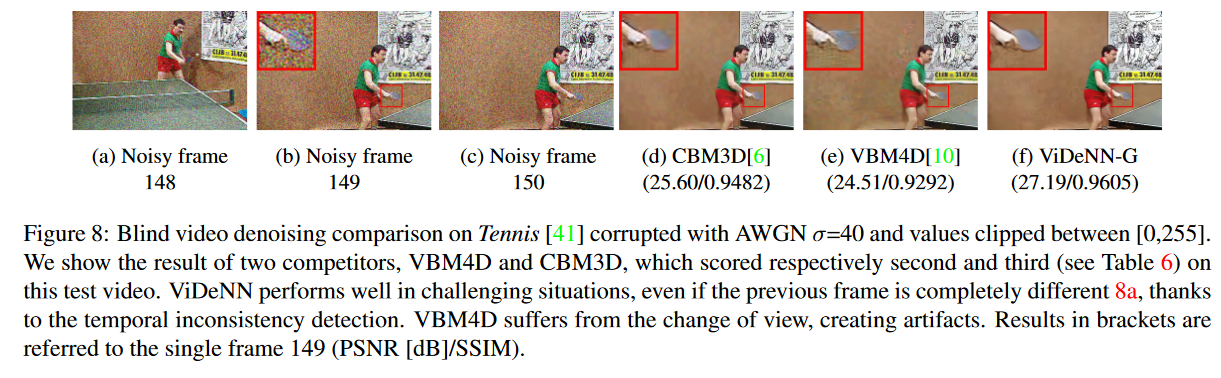 CLUB to 31.47.48
(a) Noisy frame
148
(b) Noisy frame
149
(c) Noisy frame
150
(d) CBM3D[6]
(25.60/0.9482)
(e) VBM4D[10]
(24.51/0.9292)
(f) ViDeNN-G
(27.19/0.9605)
Figure 8: Blind video denoising comparison on Tennis [41] corrupted with AWGN σ=40 and values clipped between [0,255].
We show the result of two competitors, VBM4D and CBM3D, which scored respectively second and third (see Table 6) on
this test video. ViDeNN performs well in challenging situations, even if the previous frame is completely different 8a, thanks
to the temporal inconsistency detection. VBM4D suffers from the change of view, creating artifacts. Results in brackets are
referred to the single frame 149 (PSNR [dB]/SSIM).